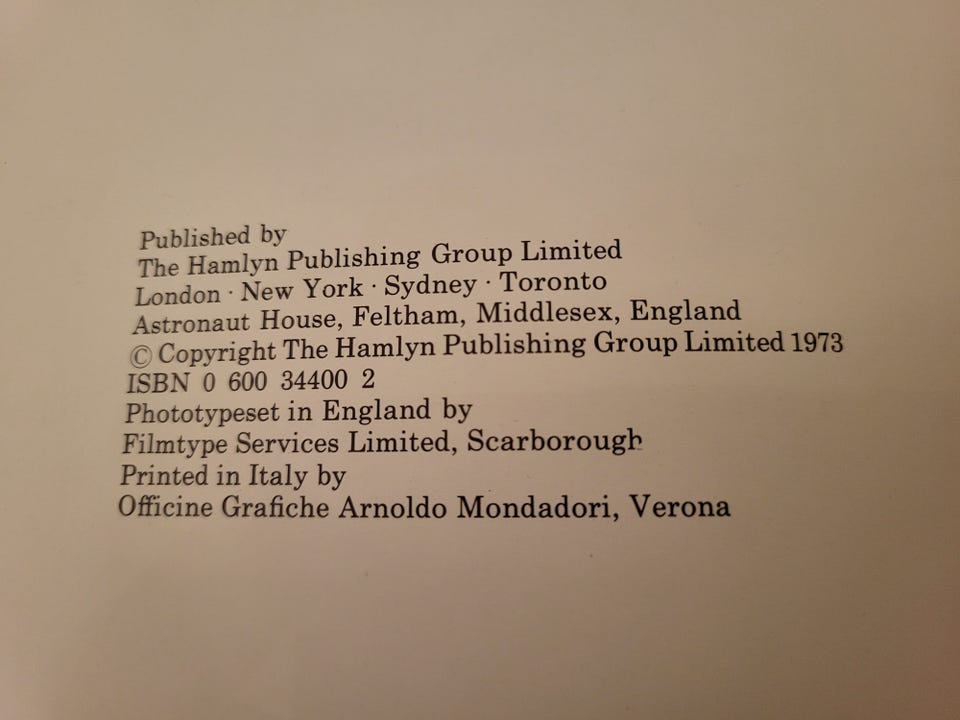 Published by
The Hamlyn Publishing Group Limited
London · New York · Sydney · Toronto
Astronaut House, Feltham, Middlesex, England
© Copyright The Hamlyn Publishing Group Limited 1973
ISBN 0 600 34400 2
Phototypeset in England by
Filmtype Services Limited, Scarborough
Printed in Italy by
Officine Grafiche Arnoldo Mondadori, Verona